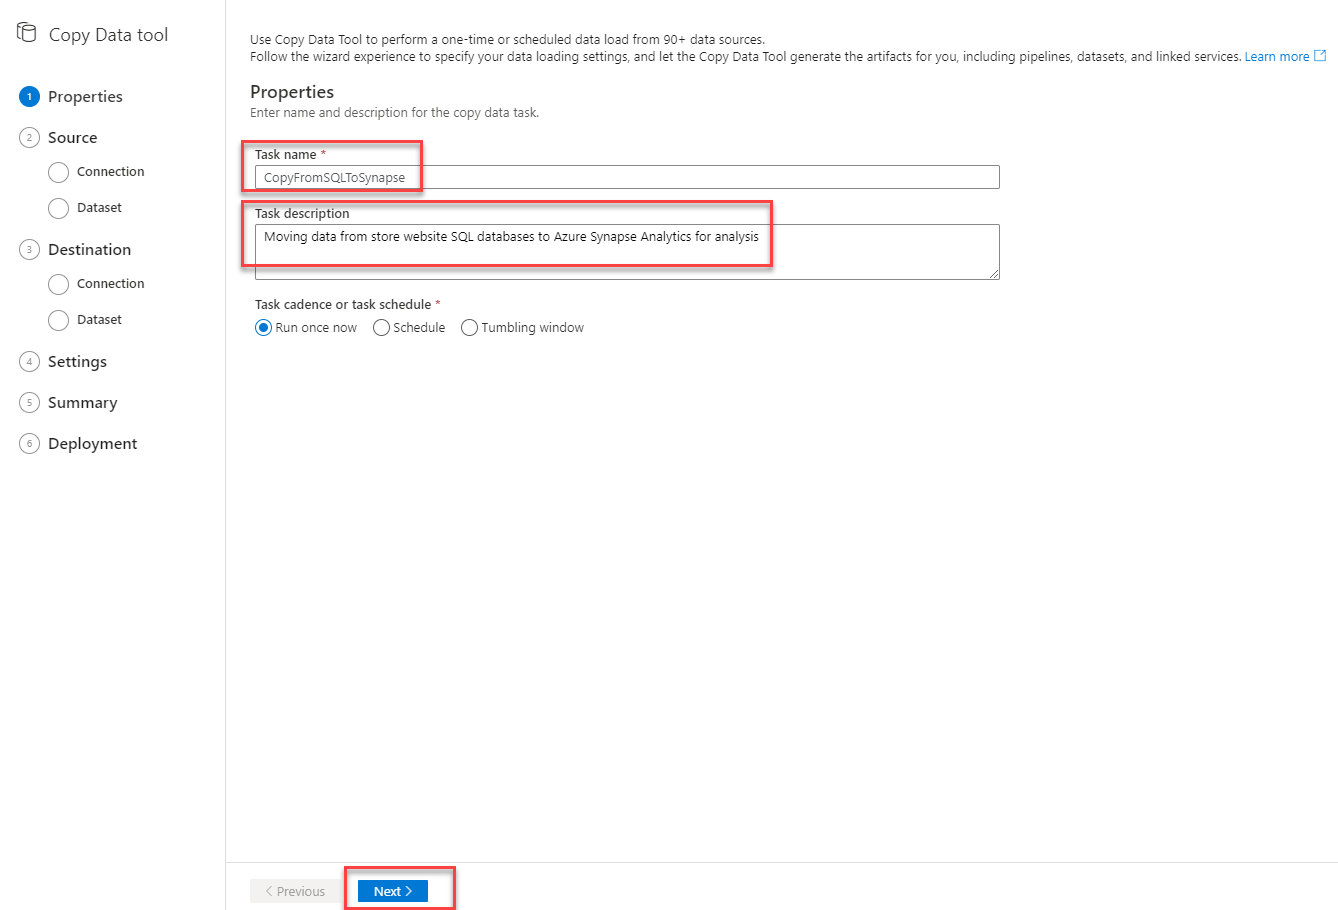 Copy Data tool
1 Properties
2 Source
Connection
Dataset
3 Destination
Connection
Dataset
4 Settings
5 Summary
6 Deployment
Use Copy Data Tool to perform a one-time or scheduled data load from 90+ data sources.
Follow the wizard experience to specify your data loading settings, and let the Copy Data Tool generate the artifacts for you, including pipelines, datasets, and linked services. Learn more
Properties
Enter name and description for the copy data task.
Task name *
CopyFromSQLToSynapse
Task description
Moving data from store website SQL databases to Azure Synapse Analytics for analysis
Task cadence or task schedule *
Run once now Schedule Tumbling window
< Previous Next >